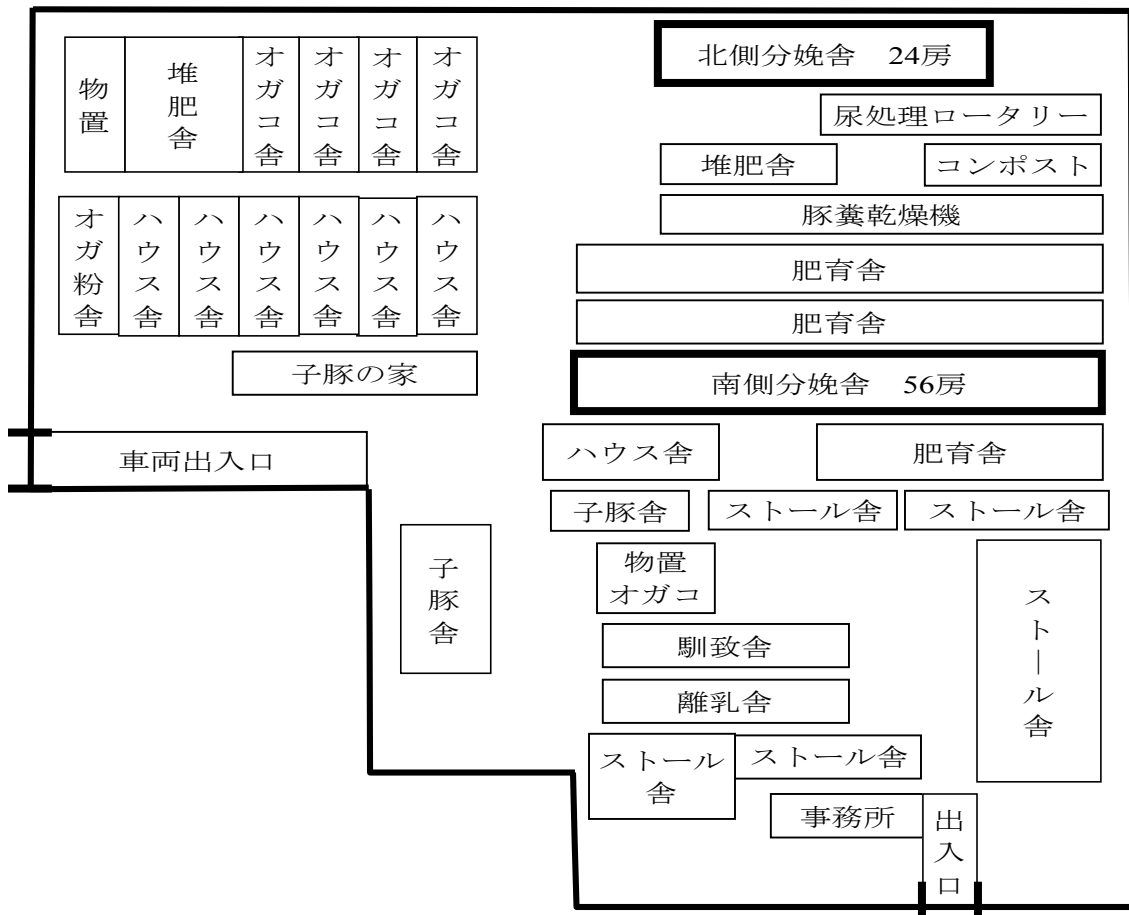 北側分娩舎 24房
尿処理ロータリー
堆肥舎
コンポスト
豚糞乾燥機
肥育舎
肥育舎
南側分娩舎 56房
物置
堆肥舎
オガコ舎
オガコ舎
オガコ舎
オガコ舎
オガ粉舎
ハウス舎
ハウス舎
ハウス舎
ハウス舎
ハウス舎
ハウス舎
子豚の家
車両出入口
ハウス舎
肥育舎
子豚舎
ストール舎
ストール舎
子豚舎
物置
オガコ
ストール舎
馴致舎
離乳舎
ストール
舎
ストール舎
事務所
出入口